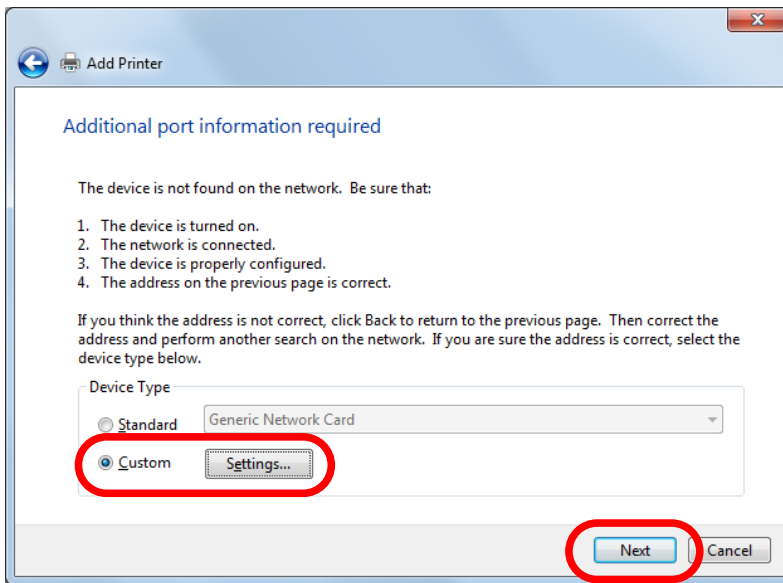 Add Printer
Additional port information required
The device is not found on the network.  Be sure that:
1.  The device is turned on.
2.  The network is connected.
3.  The device is properly configured.
4.  The address on the previous page is correct.
If you think the address is not correct, click Back to return to the previous page.  Then correct the
address and perform another search on the network.  If you are sure the address is correct, select the
device type below.
Device Type
Standard
Generic Network Card
Custom
Settings...
Next
Cancel